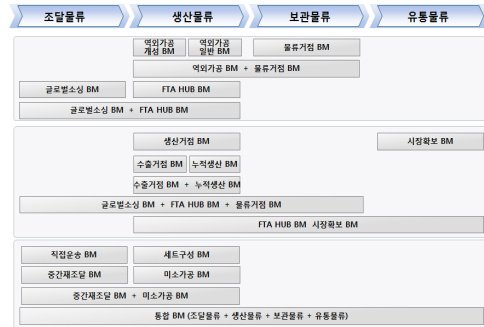 조달물류
생산물류
보관물류
유통물류
역외가공
개성 BM
역외가공
일반 BM
물류거점 BM
역외가공 BM + 물류거점 BM
글로벌소싱 BM
FTA HUB BM
글로벌소싱 BM + FTA HUB BM
생산거점 BM
시장확보 BM
수출거점 BM
누적생산 BM
수출거점 BM + 누적생산 BM
글로벌소싱 BM + FTA HUB BM + 물류거점 BM
FTA HUB BM 시장확보 BM
직접운송 BM
세트구성 BM
중간재조달 BM
미소가공 BM
중간재조달 BM + 미소가공 BM
통합 BM (조달물류 + 생산물류 + 보관물류 + 유통물류)